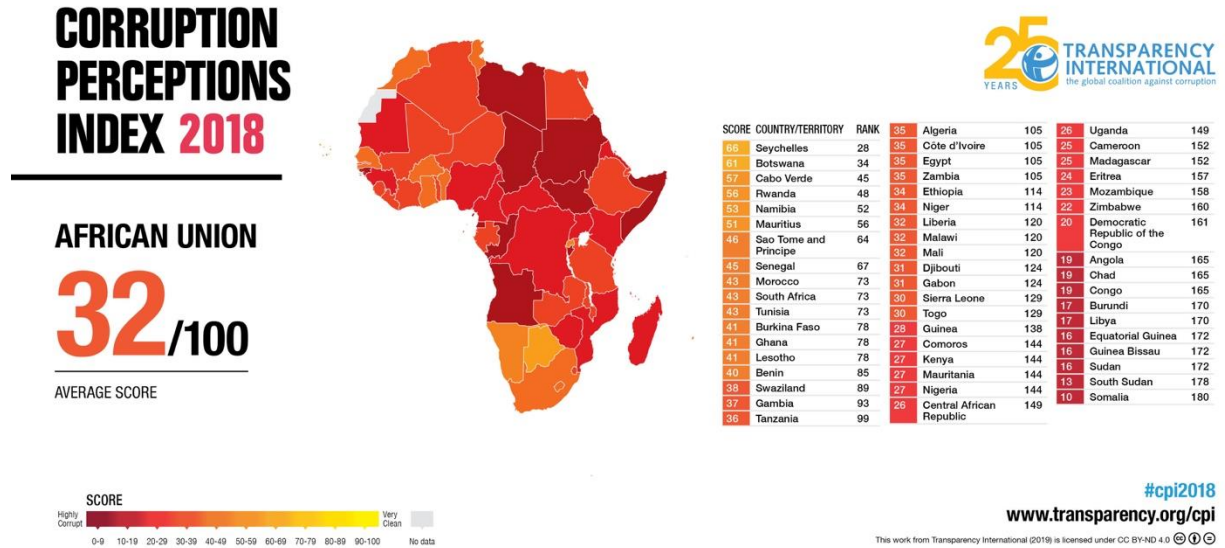 CORRUPTION
PERCEPTIONS
INDEX 2018
AFRICAN UNION
32/100
AVERAGE SCORE
25
YEARS
TRANSPARENCY
INTERNATIONAL
the global coalition against corruption
SCORE COUNTRY/TERRITORY RANK
66 Seychelles 28
61 Botswana 34
57 Cabo Verde 45
56 Rwanda 48
53 Namibia 52
51 Mauritius 56
46 Sao Tome and 64
Principe
45 Senegal 67
43 Morocco 73
43 South Africa 73
43 Tunisia 73
41 Burkina Faso 78
41 Ghana 78
41 Lesotho 78
40 Benin 85
38 Swaziland 89
37 Gambia 93
36 Tanzania 99
35 Algeria 105
35 Côte d'Ivoire 105
35 Egypt 105
35 Zambia 105
34 Ethiopia 114
34 Niger 114
32 Liberia 120
32 Malawi 120
32 Mali 120
31 Djibouti 124
31 Gabon 124
30 Sierra Leone 129
30 Togo 129
28 Guinea 138
27 Comoros 144
27 Kenya 144
27 Mauritania 144
27 Nigeria 144
26 Central African 149
Republic
26 Uganda 149
25 Cameroon 152
25 Madagascar 152
24 Eritrea 157
23 Mozambique 158
22 Zimbabwe 160
20 Democratic 161
Republic of the
Congo
19 Angola 165
19 Chad 165
19 Congo 165
17 Burundi 170
17 Libya 170
16 Equatorial Guinea 172
16 Guinea Bissau 172
16 Sudan 172
13 South Sudan 178
10 Somalia 180
SCORE
Highly
Corrupt
Very
Clean
0-9 10-19 20-29 30-39 40-49 50-59 60-69 70-79 80-89 90-100 No data
#cpi2018
www.transparency.org/cpi
This work from Transparency International (2019) is licensed under CC BY-ND 4.0